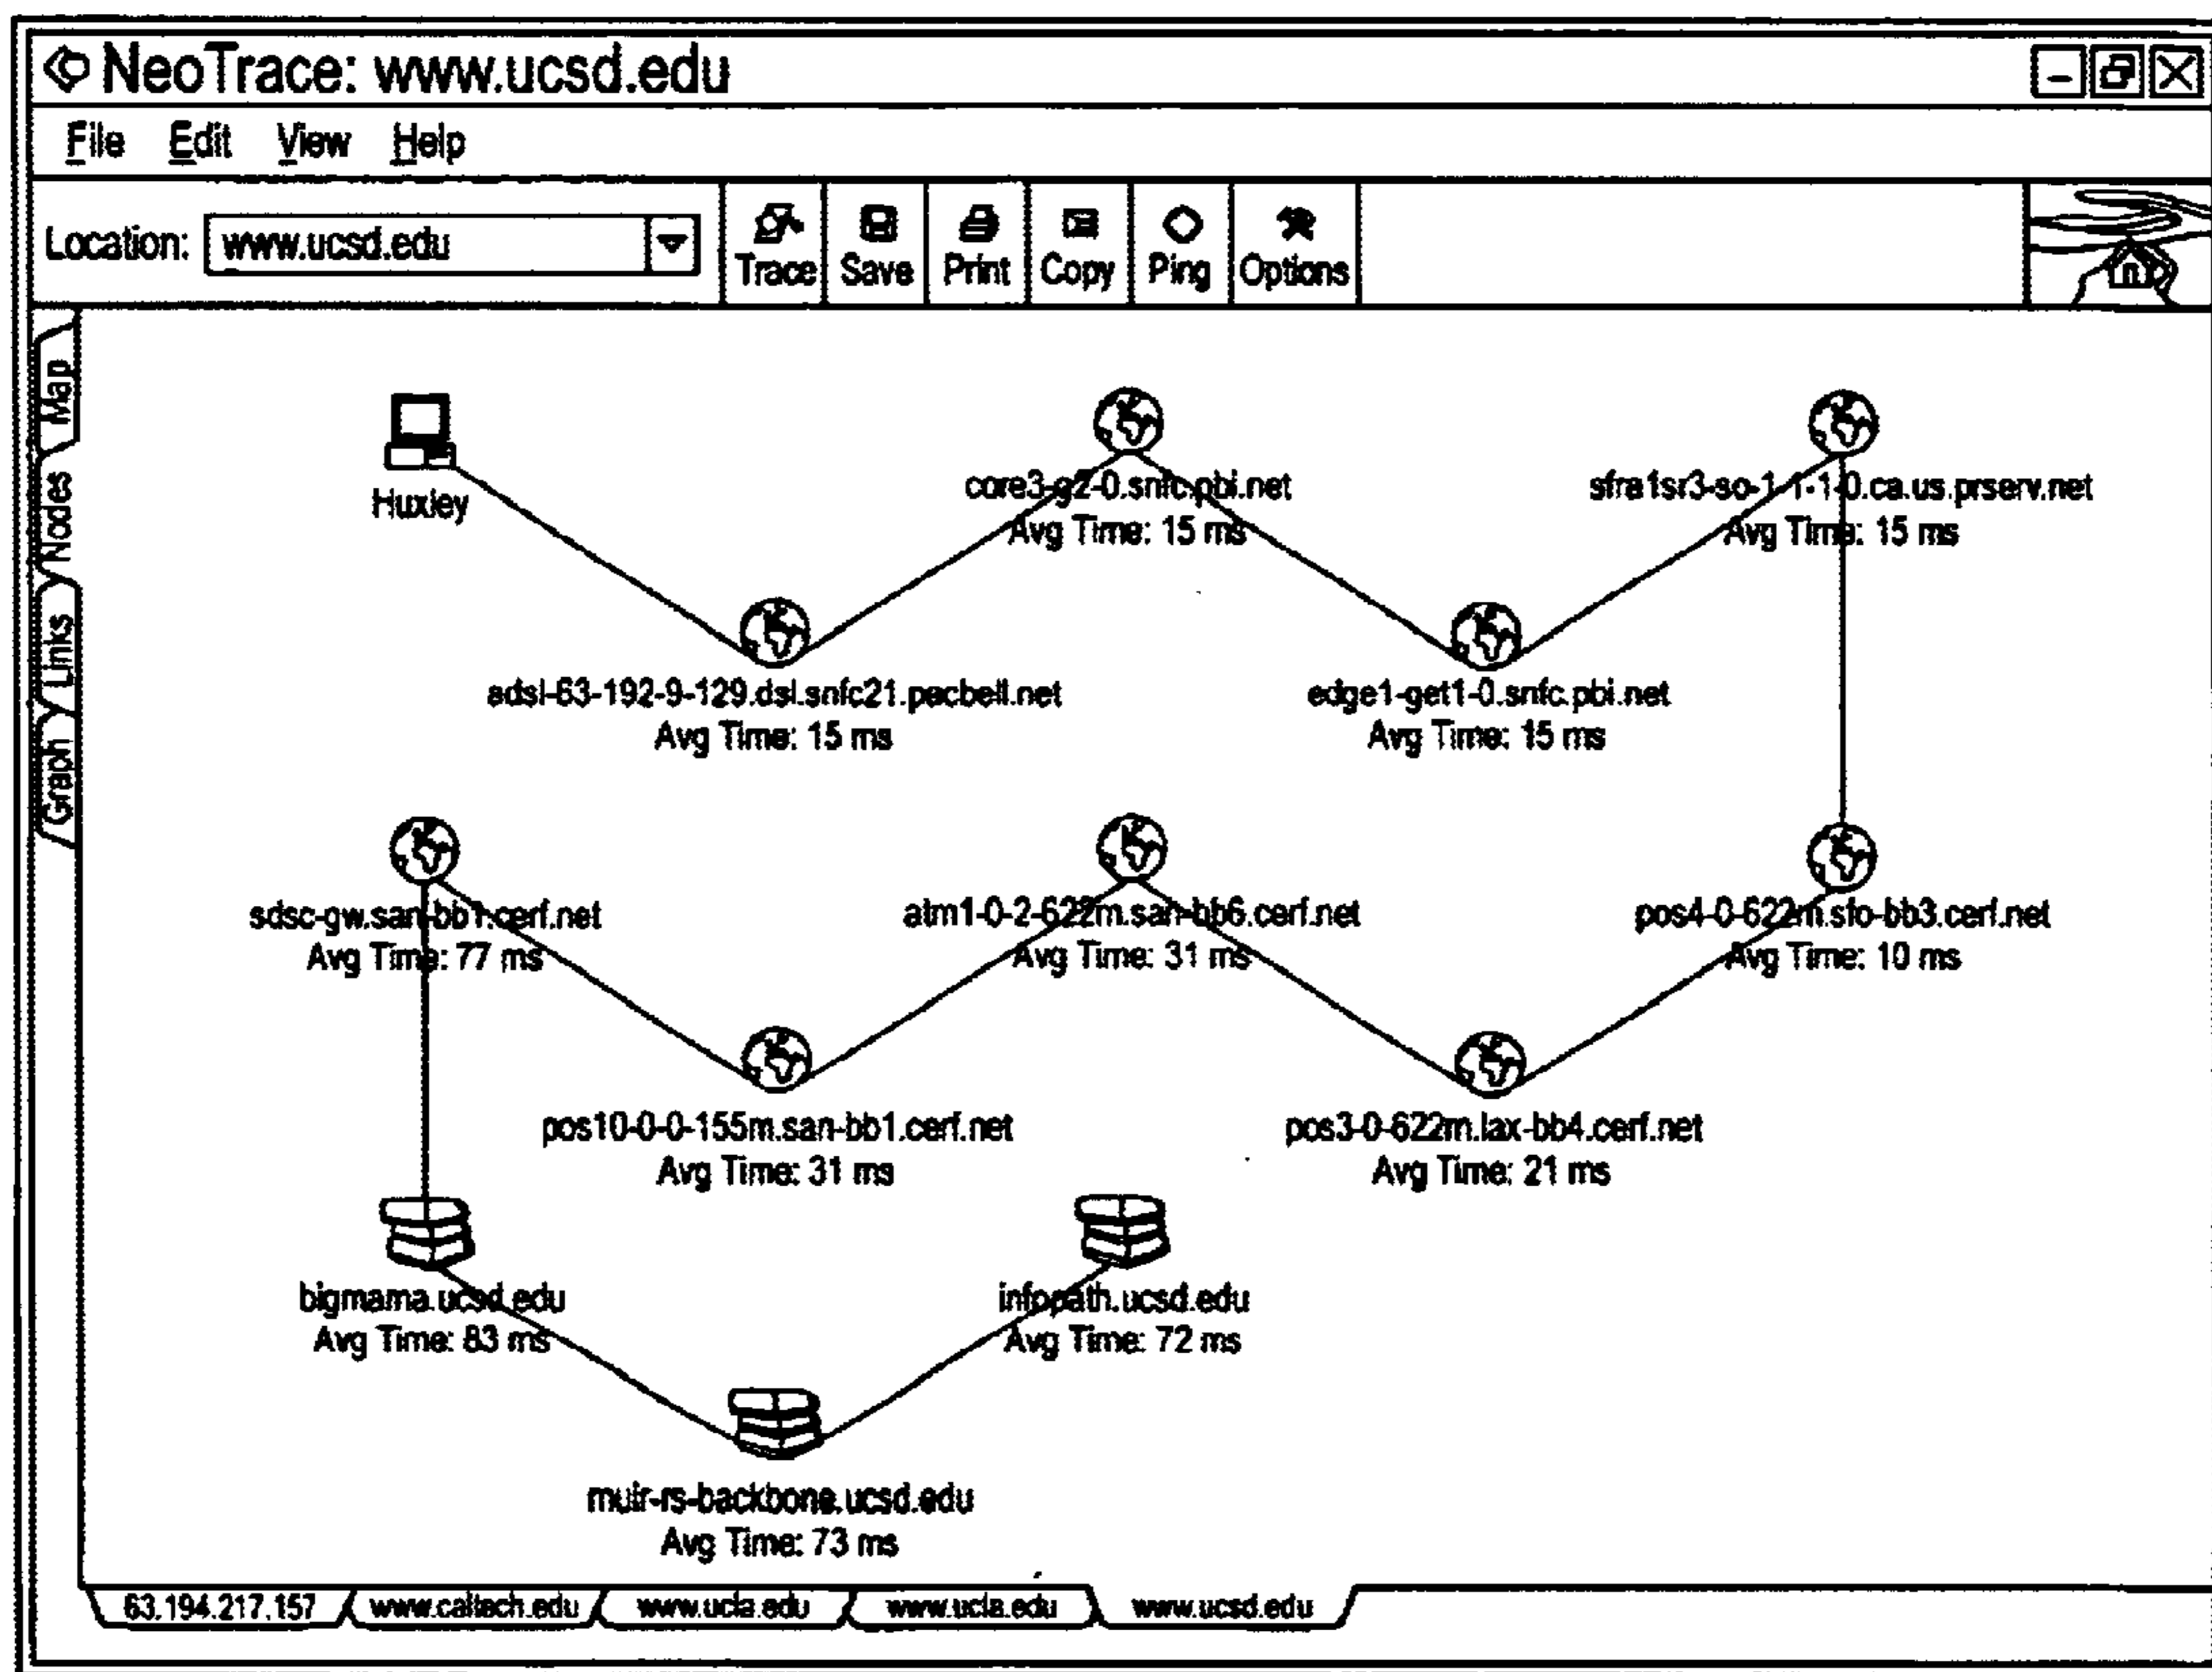 NeoTrace: www.ucsd.edu
File Edit View Help
Location: www.ucsd.edu Trace Save Print Copy Ping Options
Map
Nodes
Links
Graph
Huxley
core3-g2-0.snfc.pbi.net
Avg Time: 15 ms
sfra1sr3-so-1-1-1-0.ca.us.prserv.net
Avg Time: 15 ms
adsl-63-192-9-129.dsl.snfc21.pacbell.net
Avg Time: 15 ms
edge1-get1-0.snfc.pbi.net
Avg Time: 15 ms
sdsc-gw.san-bb1.cerf.net
Avg Time: 77 ms
atm1-0-2-622m.san-bb6.cerf.net
Avg Time: 31 ms
pos4-0-622m.sfo-bb3.cerf.net
Avg Time: 10 ms
pos10-0-0-155m.san-bb1.cerf.net
Avg Time: 31 ms
pos3-0-622m.lax-bb4.cerf.net
Avg Time: 21 ms
bigmama.ucsd.edu
Avg Time: 83 ms
infopath.ucsd.edu
Avg Time: 72 ms
muir-rs-backbone.ucsd.edu
Avg Time: 73 ms
63.194.217.157 www.caltech.edu www.ucla.edu www.ucla.edu www.ucsd.edu